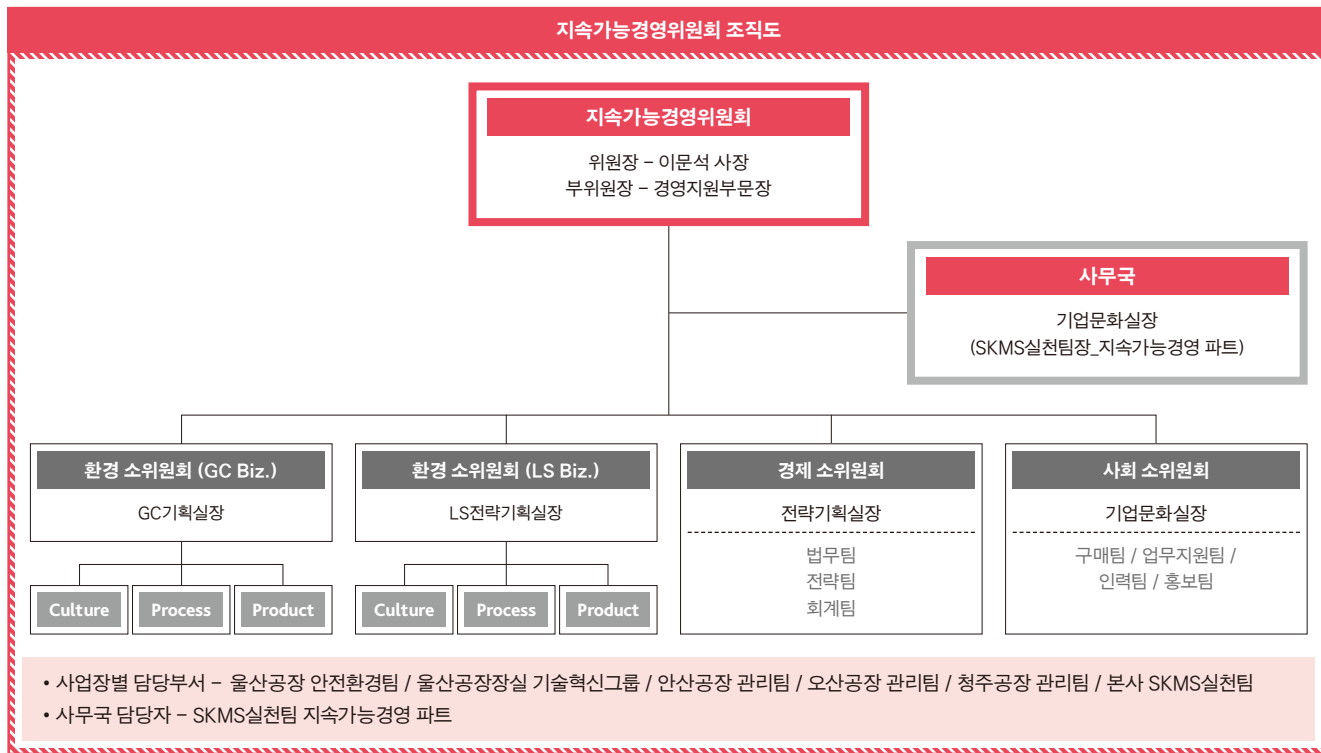 지속가능경영위원회 조직도
지속가능경영위원회
위원장 – 이문석 사장
부위원장 – 경영지원부문장
사무국
기업문화실장
(SKMS실천팀장_지속가능경영 파트)
환경 소위원회 (GC Biz.)
GC기획실장
Culture
Process
Product
환경 소위원회 (LS Biz.)
LS전략기획실장
Culture
Process
Product
경제 소위원회
전략기획실장
법무팀
전략팀
회계팀
사회 소위원회
기업문화실장
구매팀 / 업무지원팀 /
인력팀 / 홍보팀
• 사업장별 담당부서 – 울산공장 안전환경팀 / 울산공장장실 기술혁신그룹 / 안산공장 관리팀 / 오산공장 관리팀 / 청주공장 관리팀 / 본사 SKMS실천팀
• 사무국 담당자 – SKMS실천팀 지속가능경영 파트